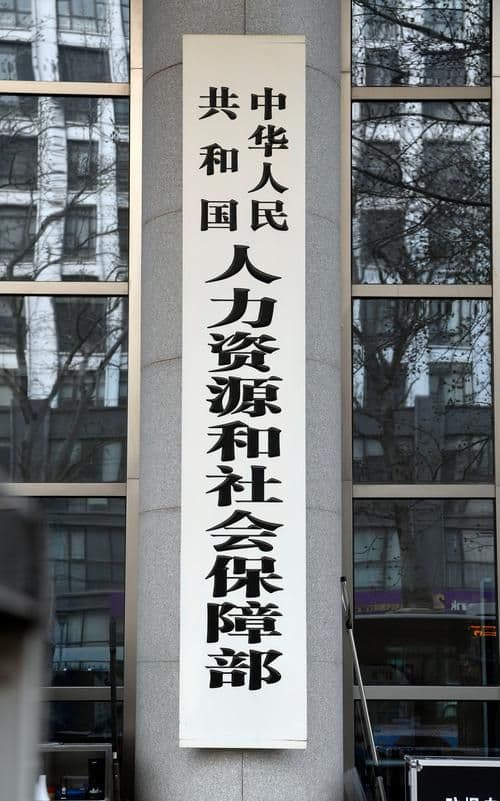 中华人民
共和国
人力资源和社会保障部